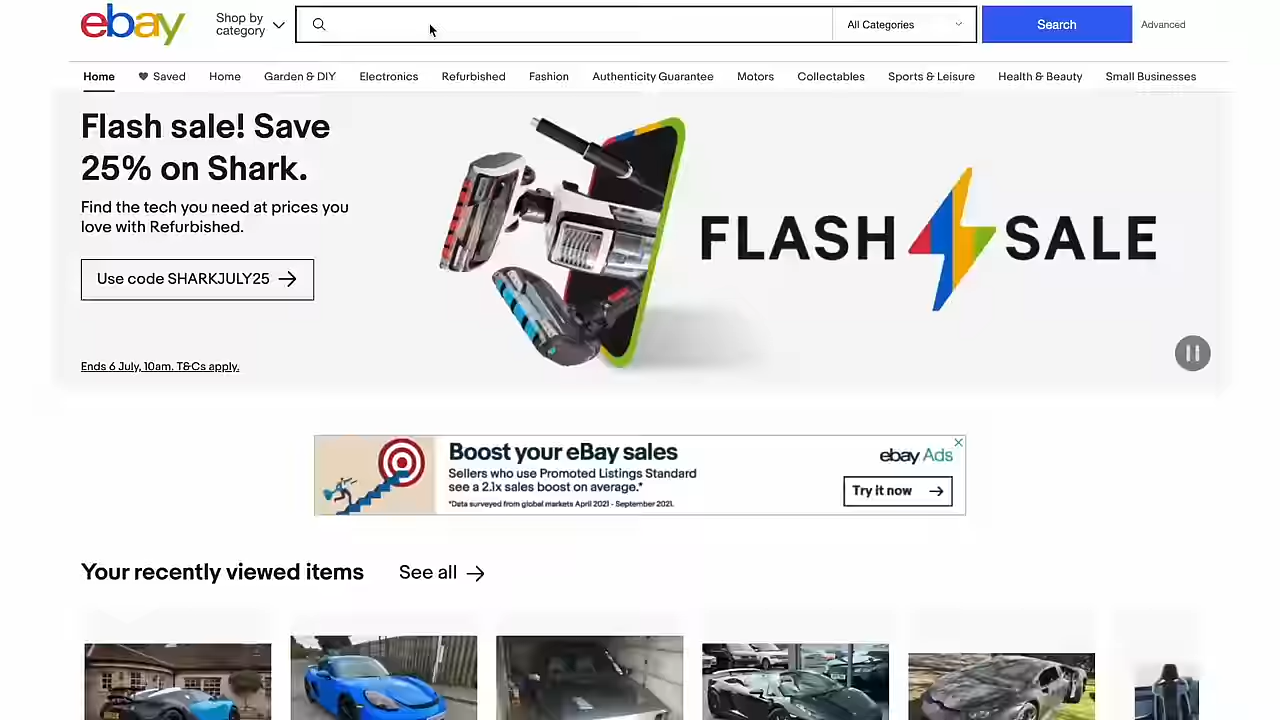 ebay
Shop by
category
All Categories
Search
Advanced
Home Saved Home Garden & DIY Electronics Refurbished Fashion Authenticity Guarantee Motors Collectables Sports & Leisure Health & Beauty Small Businesses
Flash sale! Save
25% on Shark.
Find the tech you need at prices you
love with Refurbished.
Use code SHARKJULY25
Ends 6 July, 10am. T&Cs apply.
FLASH SALE
Boost your eBay sales
Sellers who use Promoted Listings Standard
see a 2.1x sales boost on average.*
*Data surveyed from global markets April 2021 - September 2021.
ebay Ads
Try it now
Your recently viewed items
See all